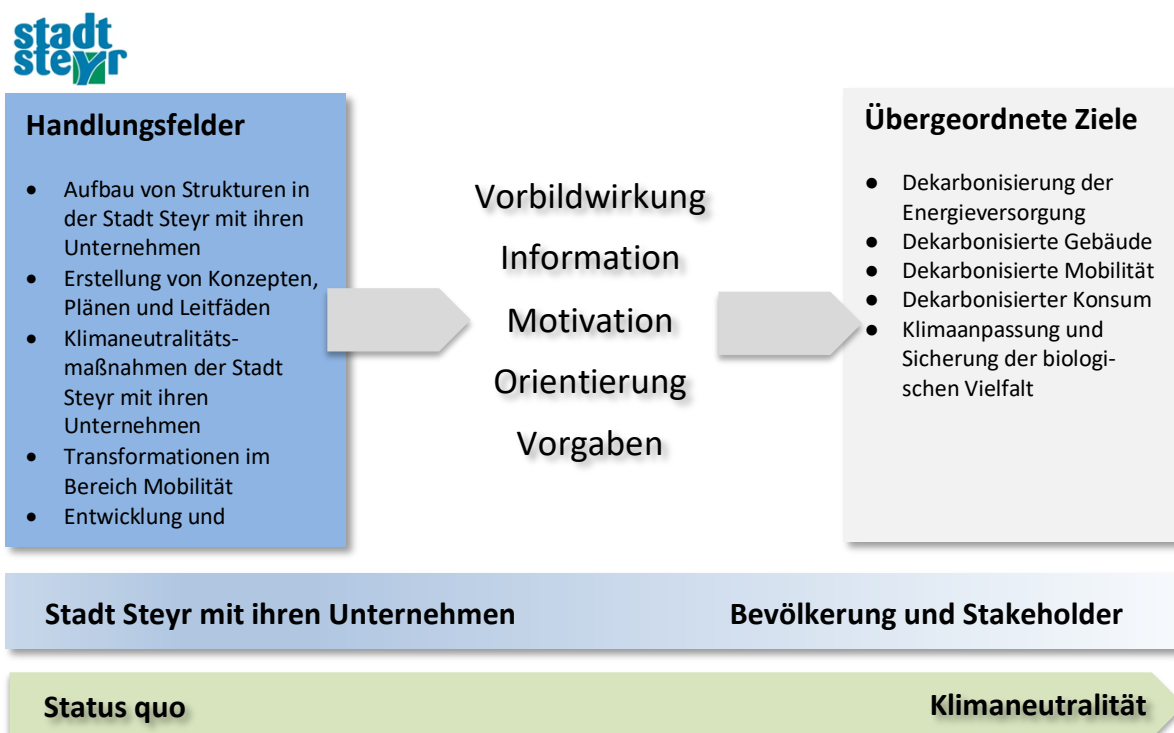 stadt
steyr
Handlungsfelder
• Aufbau von Strukturen in
der Stadt Steyr mit ihren
Unternehmen
• Erstellung von Konzepten,
Plänen und Leitfäden
• Klimaneutralitäts-
maßnahmen der Stadt
Steyr mit ihren
Unternehmen
• Transformationen im
Bereich Mobilität
• Entwicklung und
Vorbildwirkung
Information
Motivation
Orientierung
Vorgaben
Übergeordnete Ziele
• Dekarbonisierung der
Energieversorgung
• Dekarbonisierte Gebäude
• Dekarbonisierte Mobilität
• Dekarbonisierter Konsum
• Klimaanpassung und
Sicherung der biologi-
schen Vielfalt
Stadt Steyr mit ihren Unternehmen
Bevölkerung und Stakeholder
Status quo
Klimaneutralität